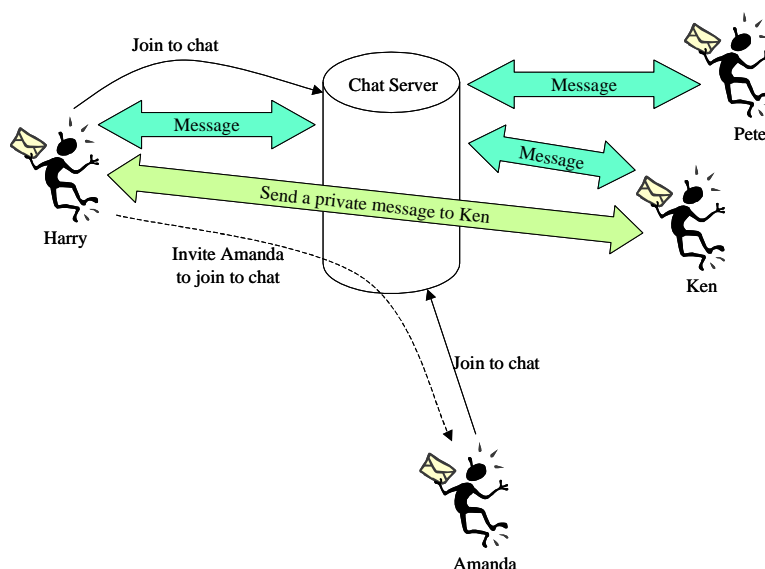 Join to chat
Chat Server
Message
Pete
Message
Message
Send a private message to Ken
Harry
Invite Amanda
to join to chat
Ken
Join to chat
Amanda